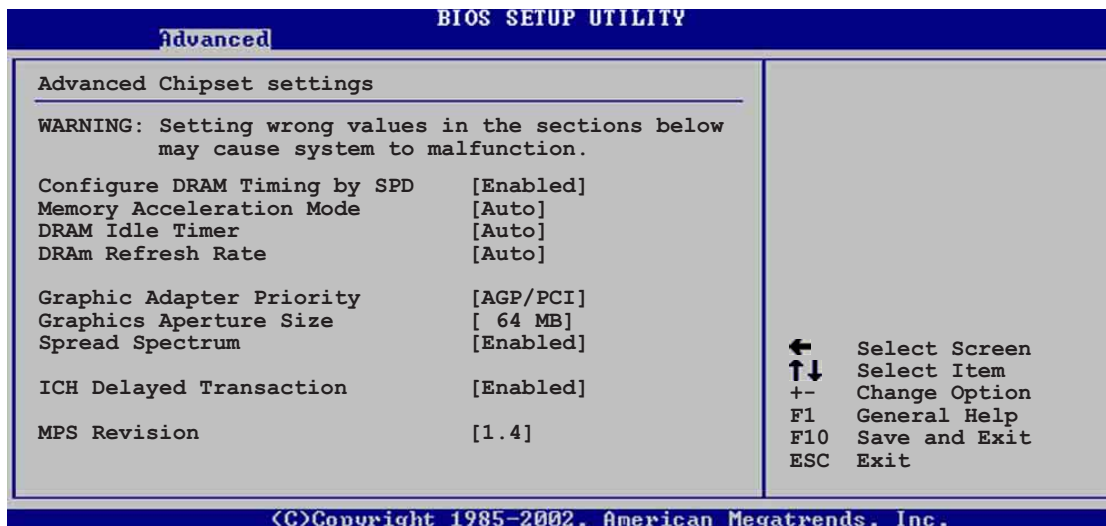 BIOS SETUP UTILITY
Advanced
Advanced Chipset settings
WARNING: Setting wrong values in the sections below
may cause system to malfunction.
Configure DRAM Timing by SPD [Enabled]
Memory Acceleration Mode [Auto]
DRAM Idle Timer [Auto]
DRAm Refresh Rate [Auto]
Graphic Adapter Priority [AGP/PCI]
Graphics Aperture Size [ 64 MB]
Spread Spectrum [Enabled]
ICH Delayed Transaction [Enabled]
MPS Revision [1.4]
← Select Screen
↑↓ Select Item
+- Change Option
F1 General Help
F10 Save and Exit
ESC Exit
(C)Copyright 1985-2002, American Megatrends, Inc.